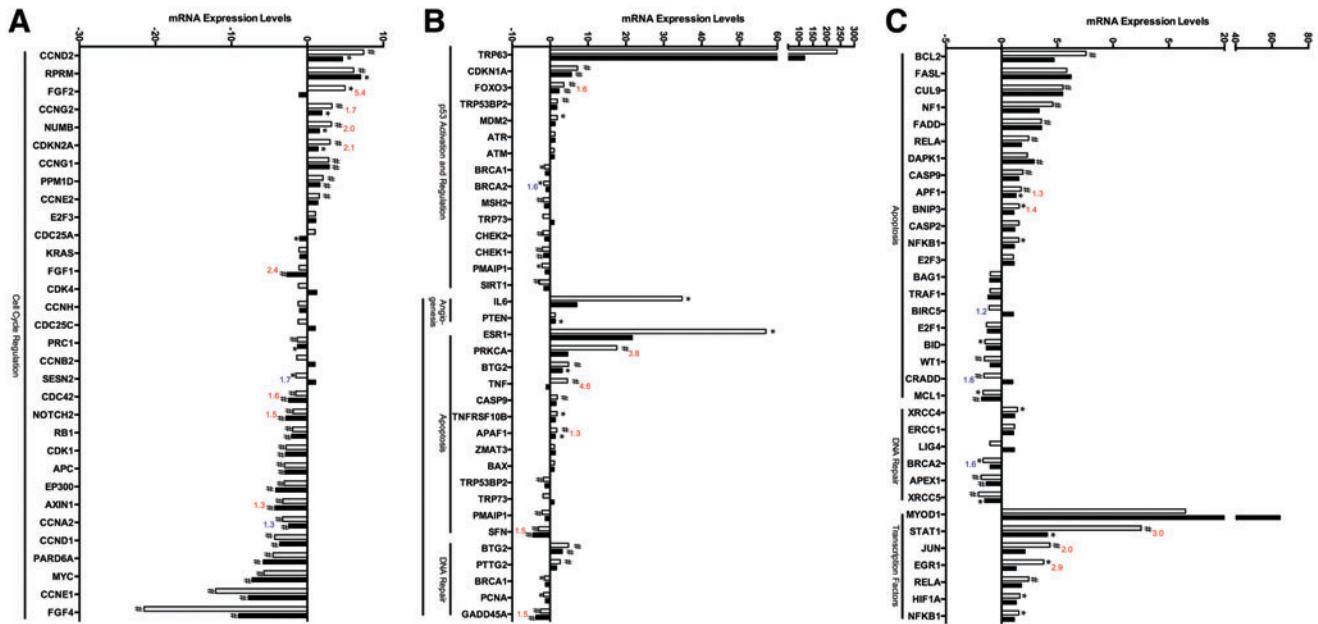 A
mRNA Expression Levels
-30
-20
-10
0
10
Cell Cycle Regulation
CCND2 # *
RPRM # *
FGF2 * 5.4
CCNG2 # * 1.7
NUMB # * 2.0
CDKN2A # * 2.1
CCNG1 # #
PPM1D # #
CCNE2 #
E2F3
CDC25A *
KRAS
FGF1 2.4 #
CDK4
CCNH
CDC25C
PRC1 # *
CCNB2
SESN2 1.7 *
CDC42 1.6 # #
NOTCH2 1.5 # #
RB1 # #
CDK1 # #
APC # #
EP300 # #
AXIN1 1.3 # #
CCNA2 1.3 # #
CCND1 # #
PARD6A # #
MYC # #
CCNE1 # #
FGF4 # #
B
mRNA Expression Levels
-10
0
10
20
30
40
50
60
100
150
200
250
300
p53 Activation and Regulation
TRP63
CDKN1A # #
FOXO3 # # 1.6
TRP53BP2 #
MDM2 *
ATR
ATM
BRCA1 *
BRCA2 1.6 *
MSH2 #
TRP73
CHEK2 #
CHEK1 # #
PMAIP1 *
SIRT1 #
Angio-
genesis
IL6 *
PTEN *
Apoptosis
ESR1 *
PRKCA # 3.8
BTG2 # *
TNF # 4.6
CASP9 #
TNFRSF10B *
APAF1 # * 1.3
ZMAT3
BAX
TRP53BP2 #
TRP73
PMAIP1 #
SFN 1.5 # #
DNA Repair
BTG2 # #
PTTG2 #
BRCA1 *
PCNA *
GADD45A 1.5 # #
C
mRNA Expression Levels
-5
0
5
10
15
20
40
60
80
Apoptosis
BCL2 #
FASL
CUL9 #
NF1 #
FADD #
RELA #
DAPK1 #
CASP9 #
APF1 # * 1.3
BNIP3 * 1.4
CASP2
NFKB1 *
E2F3
BAG1
TRAF1
BIRC5 1.2
E2F1
BID *
WT1 #
CRADD 1.6 #
MCL1 * #
DNA Repair
XRCC4 *
ERCC1
LIG4
BRCA2 1.6 *
APEX1 # #
XRCC5 # *
Transcription Factors
MYOD1
STAT1 # * 3.0
JUN # 2.0
EGR1 * 2.9
RELA #
HIF1A *
NFKB1 *